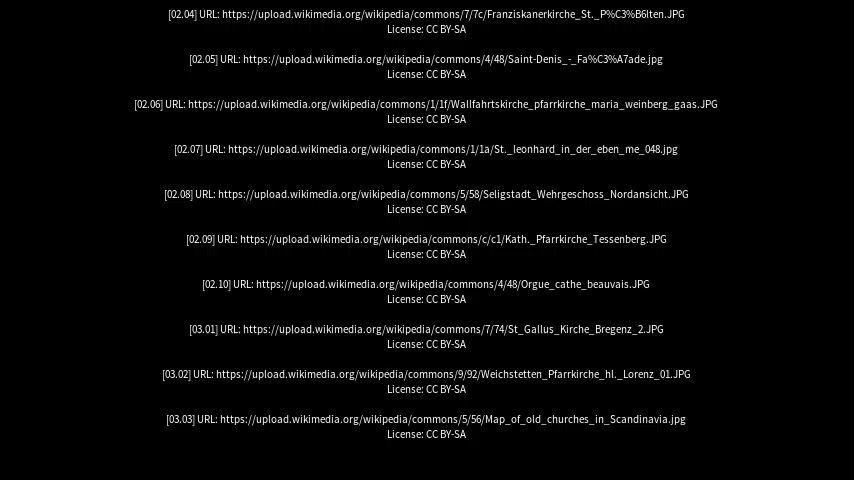 [02.04] URL: https://upload.wikimedia.org/wikipedia/commons/7/7c/Franziskanerkirche_St._P%C3%B6lten.JPG
License: CC BY-SA
[02.05] URL: https://upload.wikimedia.org/wikipedia/commons/4/48/Saint-Denis_-_Fa%C3%A7ade.jpg
License: CC BY-SA
[02.06] URL: https://upload.wikimedia.org/wikipedia/commons/1/1f/Wallfahrtskirche_pfarrkirche_maria_weinberg_gaas.JPG
License: CC BY-SA
[02.07] URL: https://upload.wikimedia.org/wikipedia/commons/1/1a/St._leonhard_in_der_eben_me_048.jpg
License: CC BY-SA
[02.08] URL: https://upload.wikimedia.org/wikipedia/commons/5/58/Seligstadt_Wehrgeschoss_Nordansicht.JPG
License: CC BY-SA
[02.09] URL: https://upload.wikimedia.org/wikipedia/commons/c/c1/Kath._Pfarrkirche_Tessenberg.JPG
License: CC BY-SA
[02.10] URL: https://upload.wikimedia.org/wikipedia/commons/4/48/Orgue_cathe_beauvais.JPG
License: CC BY-SA
[03.01] URL: https://upload.wikimedia.org/wikipedia/commons/7/74/St_Gallus_Kirche_Bregenz_2.JPG
License: CC BY-SA
[03.02] URL: https://upload.wikimedia.org/wikipedia/commons/9/92/Weichstetten_Pfarrkirche_hl._Lorenz_01.JPG
License: CC BY-SA
[03.03] URL: https://upload.wikimedia.org/wikipedia/commons/5/56/Map_of_old_churches_in_Scandinavia.jpg
License: CC BY-SA